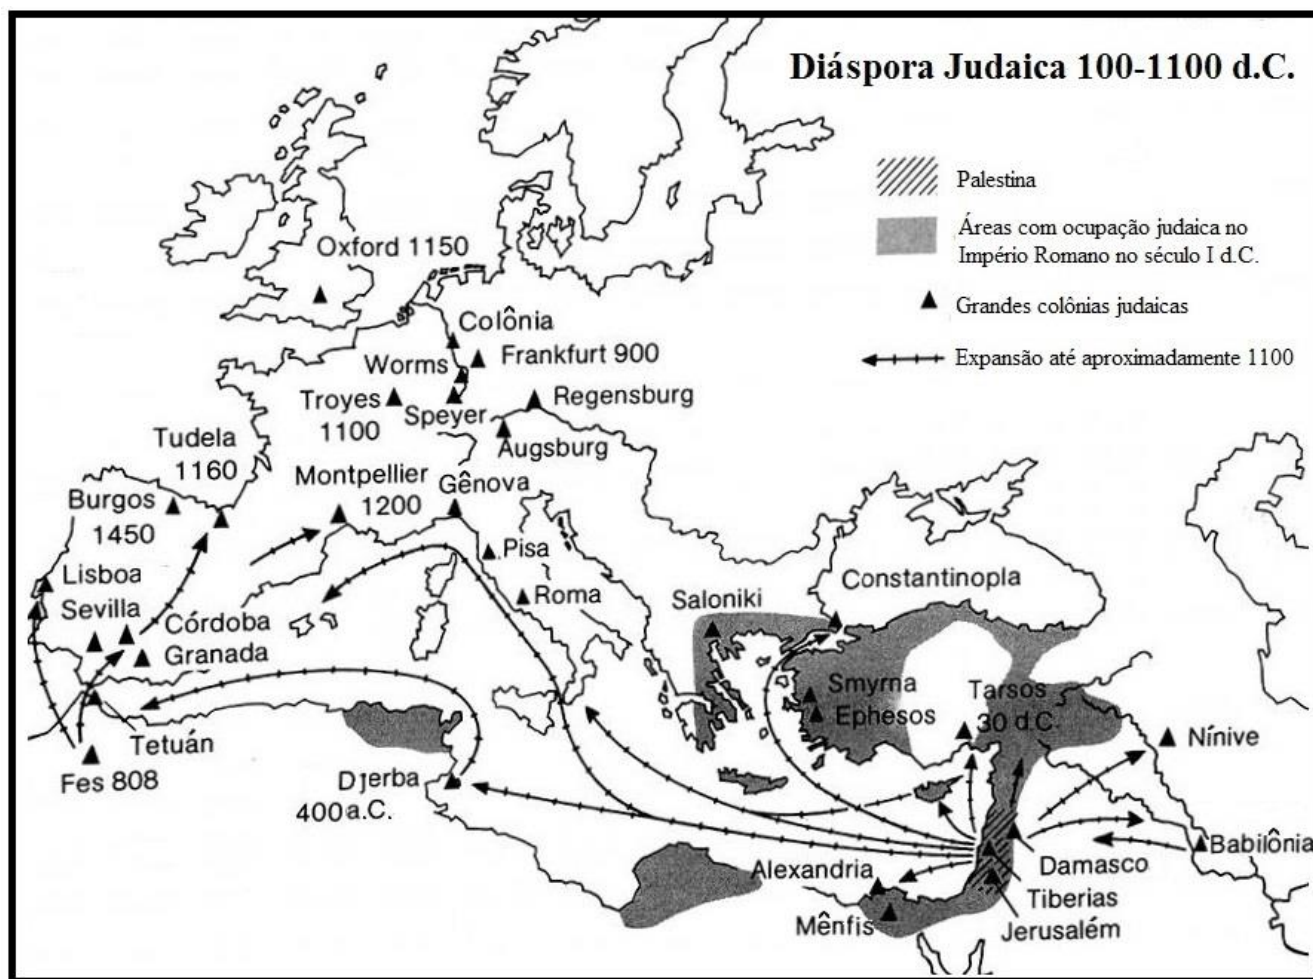 Diáspora Judaica 100-1100 d.C.
Palestina
Áreas com ocupação judaica no
Império Romano no século I d.C.
Grandes colônias judaicas
Expansão até aproximadamente 1100
Oxford 1150
Colônia
Worms
Frankfurt 900
Troyes
1100
Speyer
Regensburg
Augsburg
Tudela
1160
Montpellier
1200
Gênova
Burgos
1450
Pisa
Lisboa
Roma
Sevilla
Córdoba
Granada
Saloniki
Constantinopla
Smyrna
Ephesos
Tarsos
30 d.C.
Nínive
Tetuán
Fes 808
Djerba
400a.C.
Alexandria
Mênfis
Damasco
Babilônia
Tiberias
Jerusalém